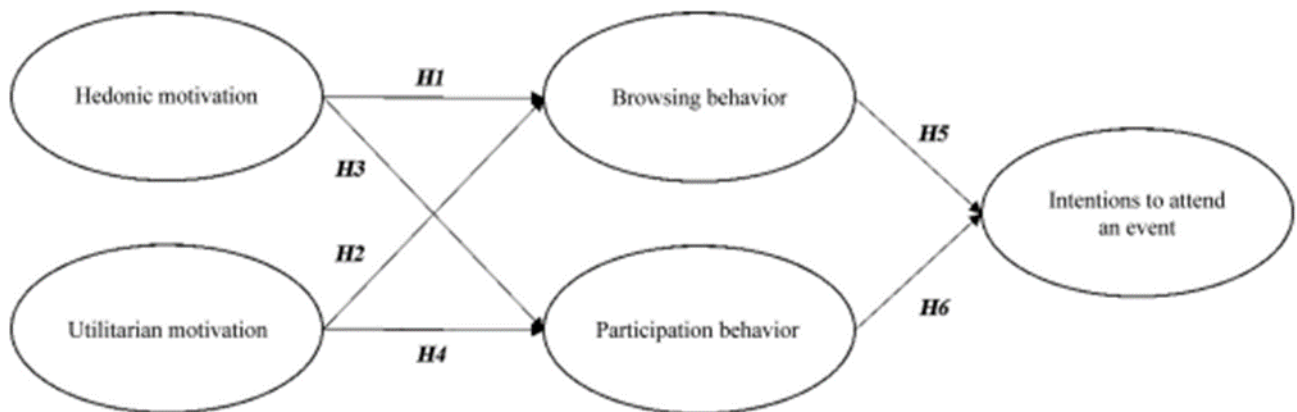 Hedonic motivation
H1
Browsing behavior
H3
H5
Intentions to attend
an event
H2
Utilitarian motivation
H4
Participation behavior
H6